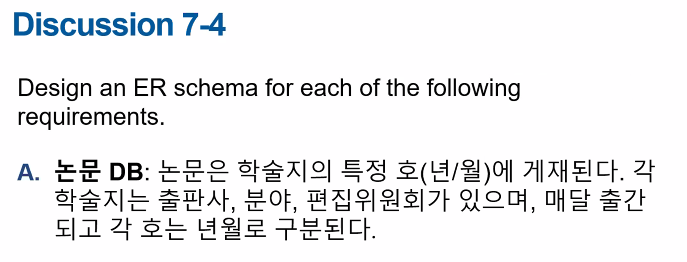 Discussion 7-4
Design an ER schema for each of the following
requirements.
A. 논문 DB: 논문은 학술지의 특정 호(년/월)에 게재된다. 각
학술지는 출판사, 분야, 편집위원회가 있으며, 매달 출간
되고 각 호는 년월로 구분된다.